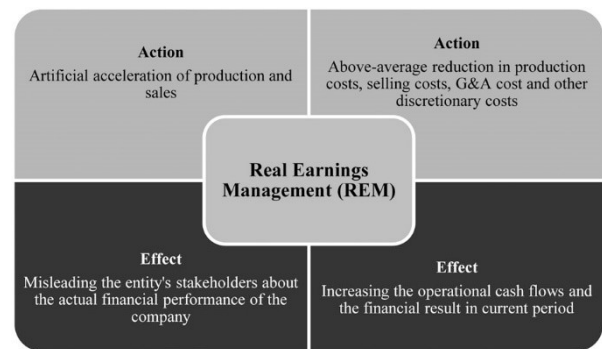 Action
Artificial acceleration of production and
sales
Action
Above-average reduction in production
costs, selling costs, G&A cost and other
discretionary costs
Real Earnings
Management (REM)
Effect
Misleading the entity's stakeholders about
the actual financial performance of the
company
Effect
Increasing the operational cash flows and
the financial result in current period